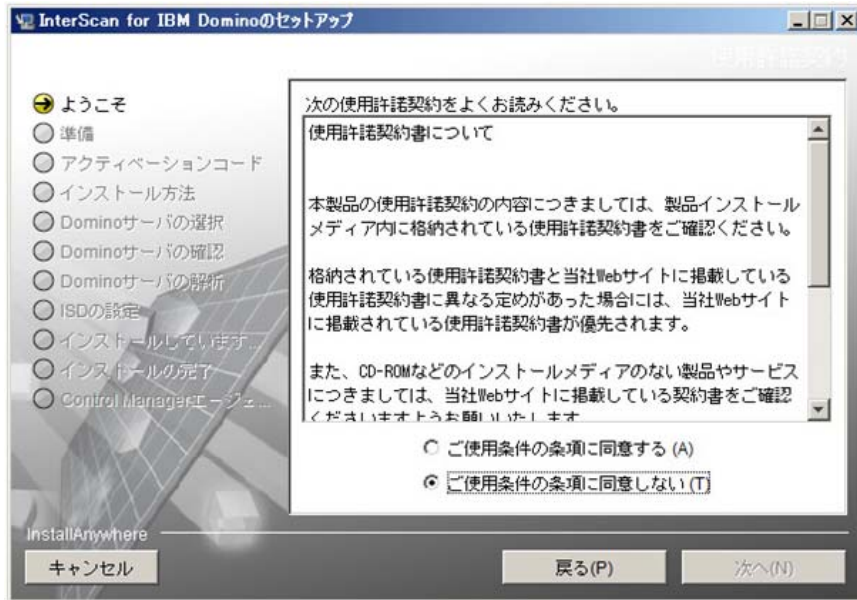 InterScan for IBM Dominoのセットアップ
使用許諾契約
ようこそ
準備
アクティベーションコード
インストール方法
Dominoサーバの選択
Dominoサーバの確認
Dominoサーバの解析
ISDの設定
インストールしています...
インストールの完了
Control Managerエージェ...
次の使用許諾契約をよくお読みください。
使用許諾契約書について
本製品の使用許諾契約の内容につきましては、製品インストール
メディア内に格納されている使用許諾契約書をご確認ください。
格納されている使用許諾契約書と当社Webサイトに掲載している
使用許諾契約書に異なる定めがあった場合には、当社Webサイト
に掲載されている使用許諾契約書が優先されます。
また、CD-ROMなどのインストールメディアのない製品やサービス
につきましては、当社Webサイトに掲載している契約書をご確認
くださいますようお願いいたします
ご使用条件の条項に同意する (A)
ご使用条件の条項に同意しない(T)
InstallAnywhere
キャンセル
戻る(P)
次へ(N)